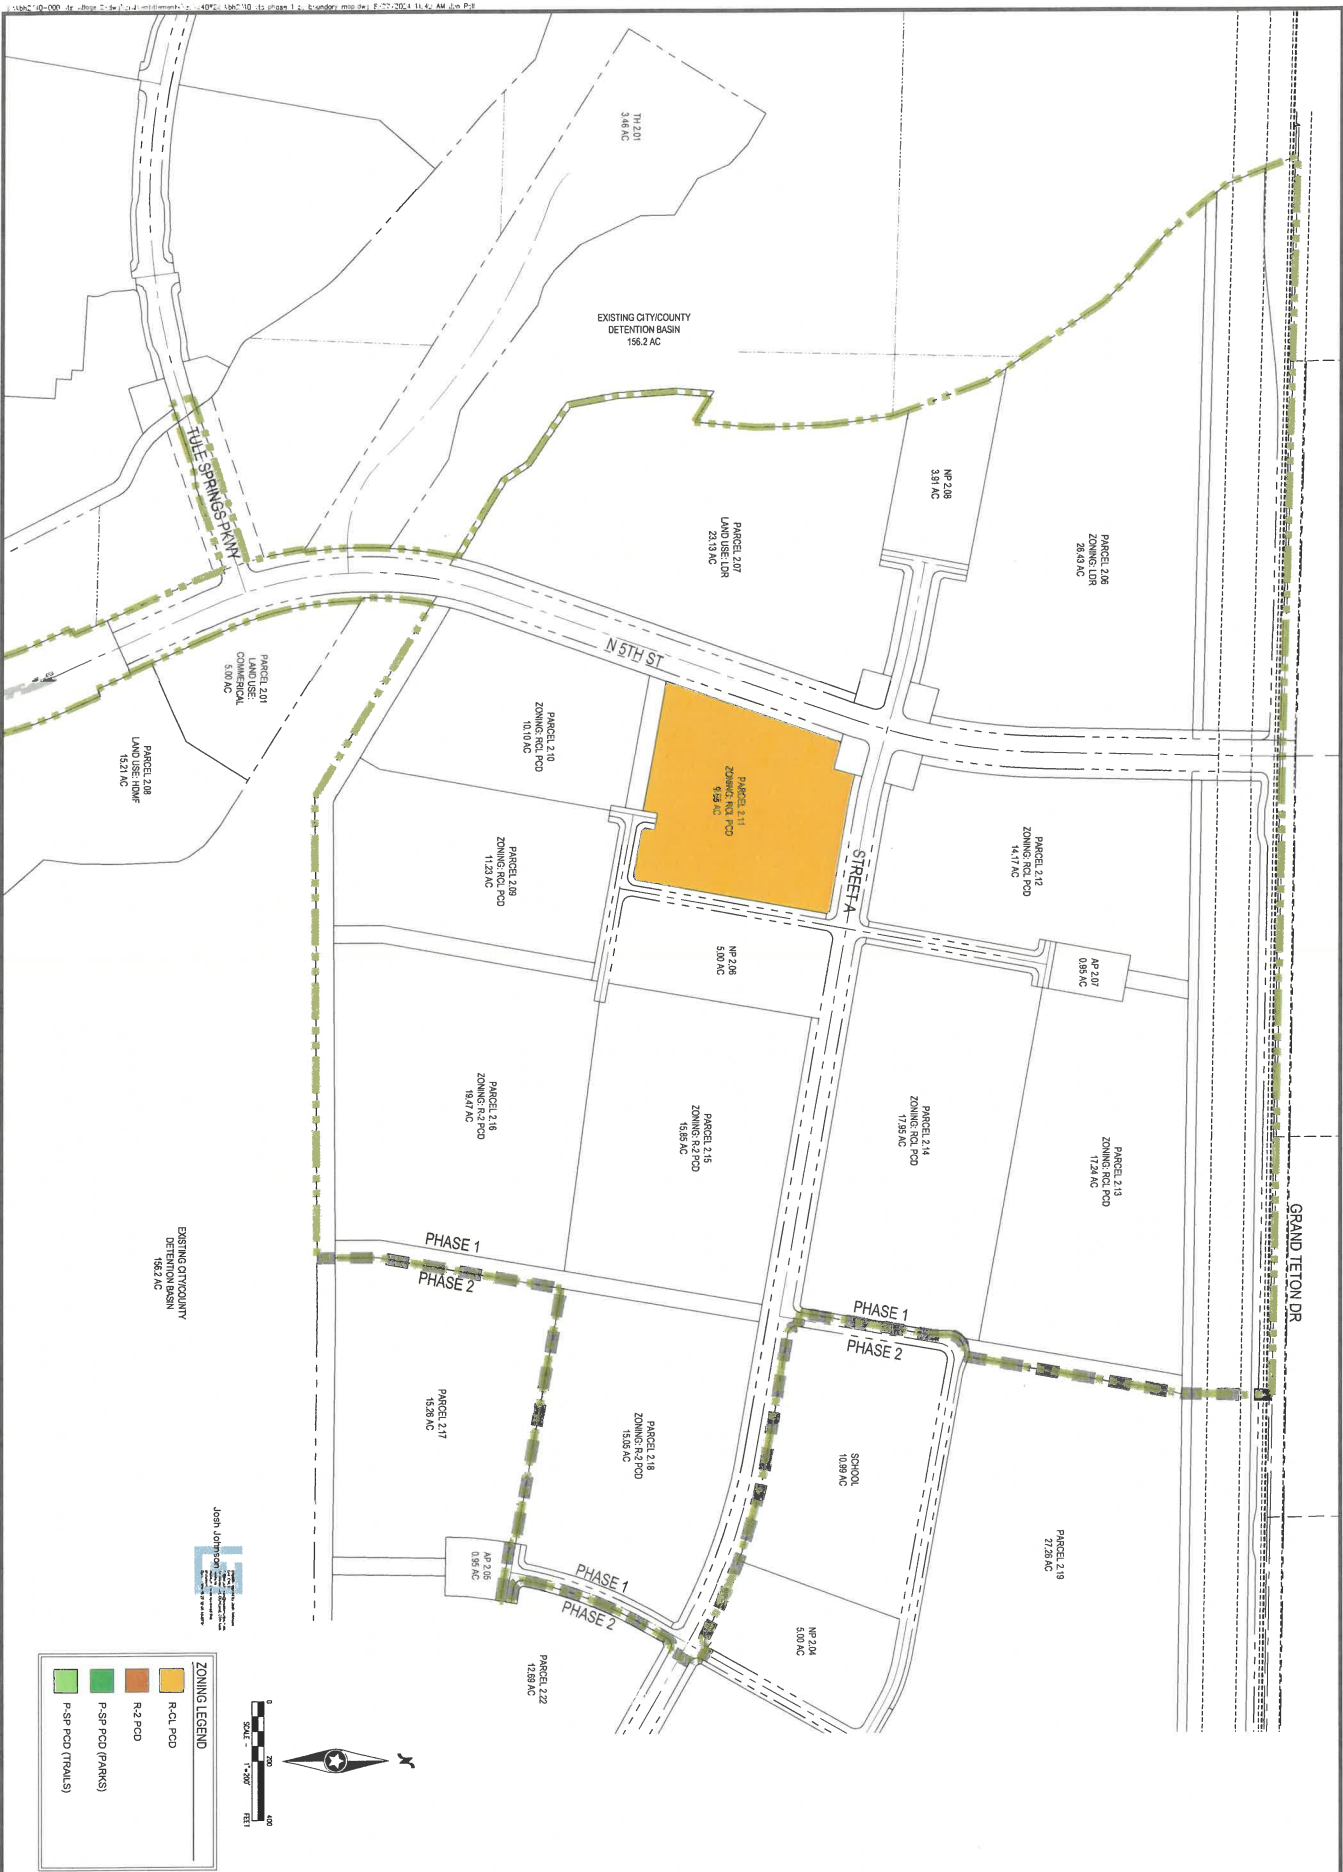 TH 2.01
3.46 AC
EXISTING CITY/COUNTY
DETENTION BASIN
156.2 AC
NP 2.08
3.91 AC
PARCEL 2.06
ZONING: LDR
26.43 AC
PARCEL 2.07
LAND USE: LDR
23.13 AC
TULE SPRINGS PKWY
N 5TH ST
PARCEL 2.01
LAND USE:
COMMERICAL
5.00 AC
PARCEL 2.08
LAND USE: HDMF
15.21 AC
PARCEL 2.10
ZONING: RCL PCD
10.10 AC
PARCEL 2.11
ZONING: RCL PCD
STREET A
PARCEL 2.12
ZONING: RCL PCD
14.17 AC
PARCEL 2.09
ZONING: RCL PCD
11.23 AC
NP 2.06
5.00 AC
AP 2.07
0.95 AC
PARCEL 2.16
ZONING: R-2 PCD
19.47 AC
PARCEL 2.15
ZONING: R-2 PCD
15.85 AC
PARCEL 2.14
ZONING: RCL PCD
17.95 AC
PARCEL 2.13
ZONING: RCL PCD
17.24 AC
GRAND TETON DR
EXISTING CITY/COUNTY
DETENTION BASIN
156.2 AC
PHASE 1
PHASE 2
PHASE 1
PHASE 2
PARCEL 2.17
15.26 AC
PARCEL 2.18
ZONING: R-2 PCD
15.05 AC
SCHOOL
10.99 AC
PARCEL 2.19
27.26 AC
AP 2.05
0.95 AC
PHASE 1
PHASE 2
NP 2.04
5.00 AC
PARCEL 2.22
12.69 AC
Josh Johnson
N
0 200 400
SCALE - 1"=200' FEET
ZONING LEGEND
R-CL PCD
R-2 PCD
P-SP PCD (PARKS)
P-SP PCD (TRAILS)